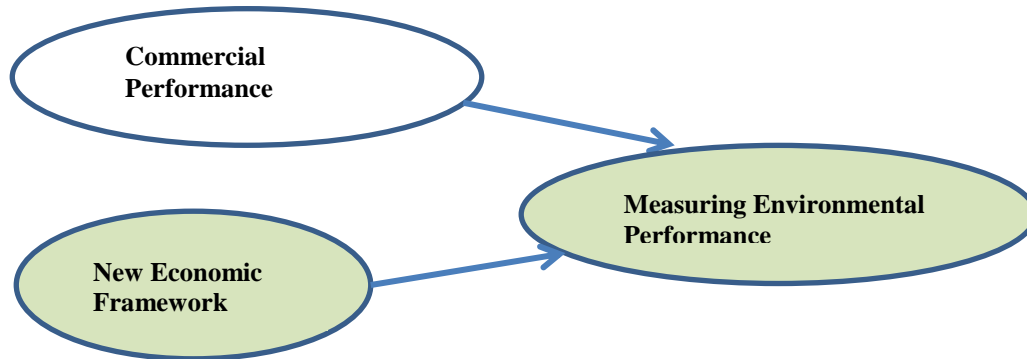 Commercial
Performance
Measuring Environmental
Performance
New Economic
Framework